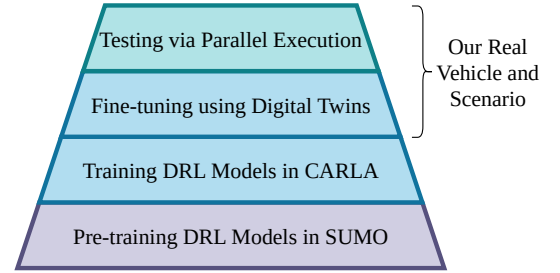 Testing via Parallel Execution
Our Real
Vehicle and
Scenario
Fine-tuning using Digital Twins
Training DRL Models in CARLA
Pre-training DRL Models in SUMO